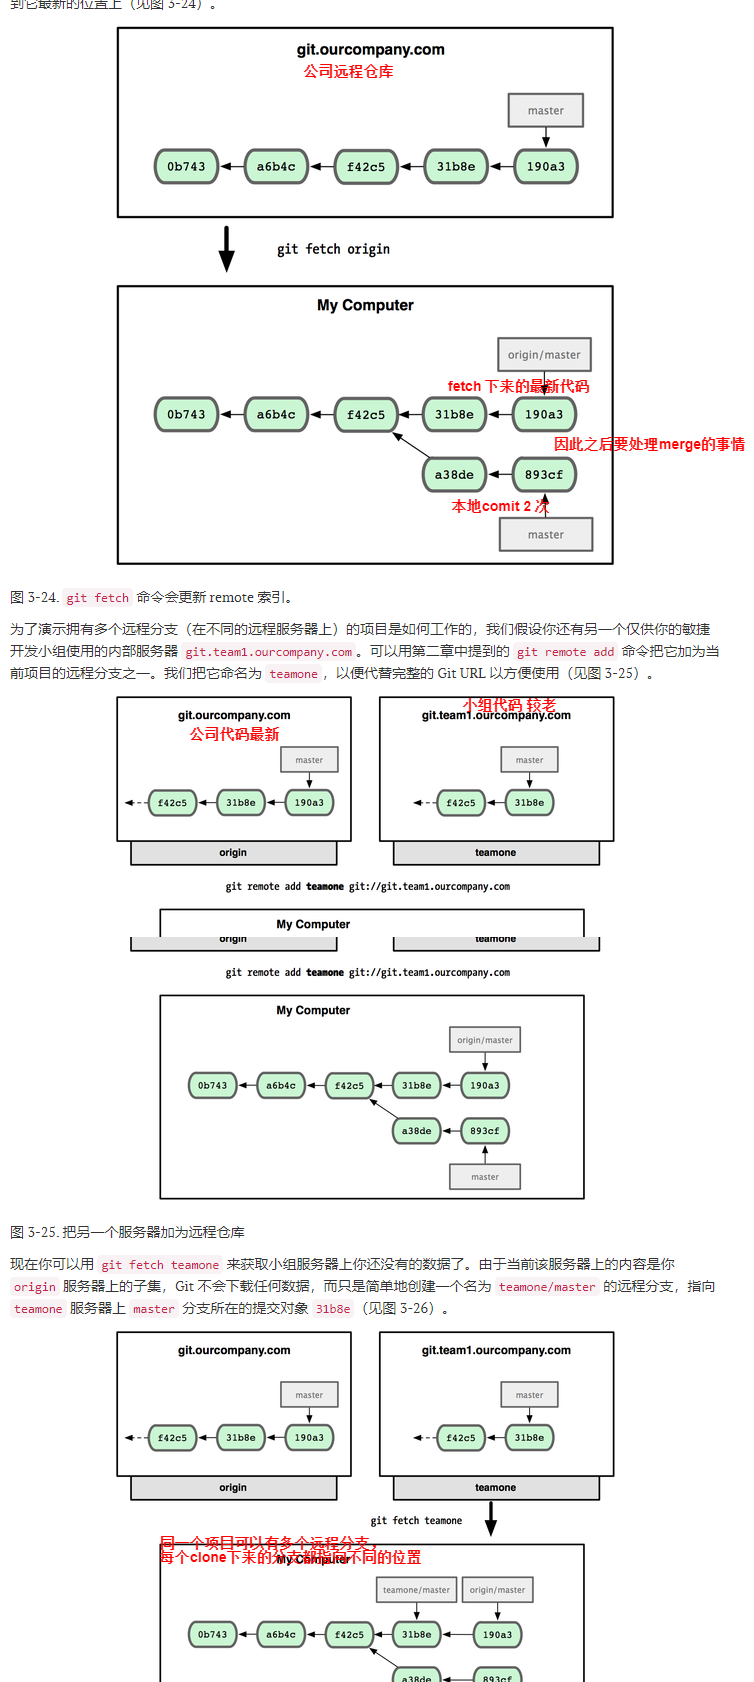 到它最新的位置上（见图 3-24）。
git.ourcompany.com
公司远程仓库
master
0b743 a6b4c f42c5 31b8e 190a3
git fetch origin
My Computer
origin/master
fetch 下来的最新代码
0b743 a6b4c f42c5 31b8e 190a3
因此之后要处理merge的事情
a38de 893cf
本地comit 2 次
master
图 3-24. git fetch 命令会更新 remote 索引。
为了演示拥有多个远程分支（在不同的远程服务器上）的项目是如何工作的，我们假设你还有另一个仅供你的敏捷
开发小组使用的内部服务器 git.team1.ourcompany.com。可以用第二章中提到的 git remote add 命令把它加为当
前项目的远程分支之一。我们把它命名为 teamone，以便代替完整的 Git URL 以方便使用（见图 3-25）。
小组代码 较老
git.ourcompany.com git.team1.ourcompany.com
公司代码最新
master master
f42c5 31b8e 190a3 f42c5 31b8e
origin teamone
git remote add teamone git://git.team1.ourcompany.com
My Computer
origin teamone
git remote add teamone git://git.team1.ourcompany.com
My Computer
origin/master
0b743 a6b4c f42c5 31b8e 190a3
a38de 893cf
master
图 3-25. 把另一个服务器加为远程仓库
现在你可以用 git fetch teamone 来获取小组服务器上你还没有的数据了。由于当前该服务器上的内容是你
origin 服务器上的子集，Git 不会下载任何数据，而只是简单地创建一个名为 teamone/master 的远程分支，指向
teamone 服务器上 master 分支所在的提交对象 31b8e（见图 3-26）。
git.ourcompany.com git.team1.ourcompany.com
master master
f42c5 31b8e 190a3 f42c5 31b8e
origin teamone
git fetch teamone
同一个项目可以有多个远程分支，
每个clone下来的分支都指向不同的位置
My Computer
teamone/master origin/master
0b743 a6b4c f42c5 31b8e 190a3
a38de 893cf